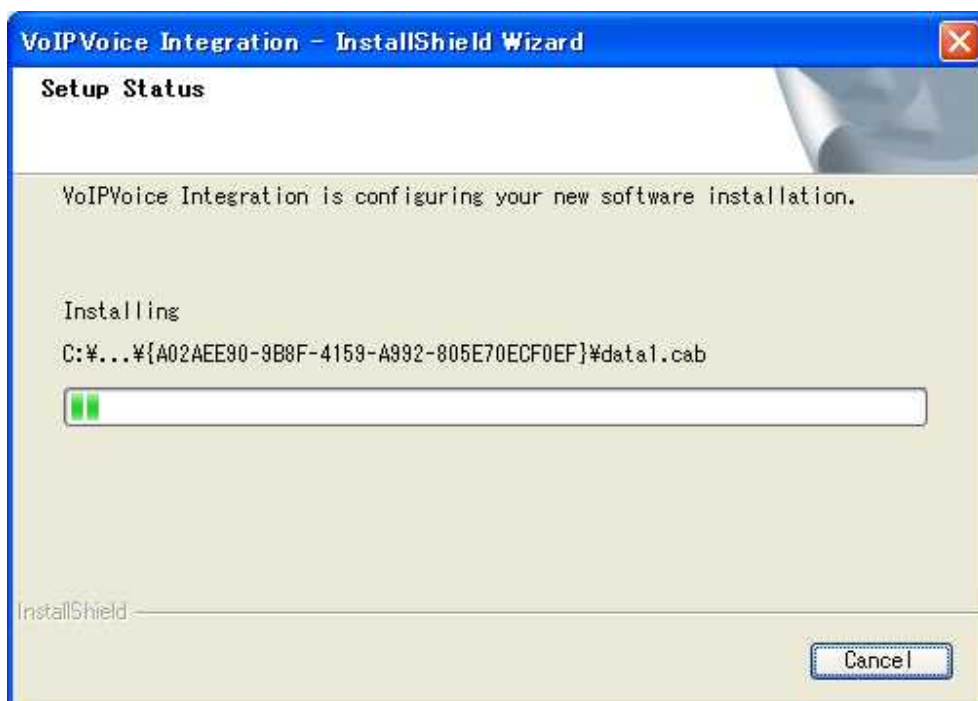 VoIPVoice Integration - InstallShield Wizard
Setup Status
VoIPVoice Integration is configuring your new software installation.
Installing
C:¥...¥{A02AEE90-9B8F-4159-A992-805E70ECF0EF}¥data1.cab
InstallShield
Cancel